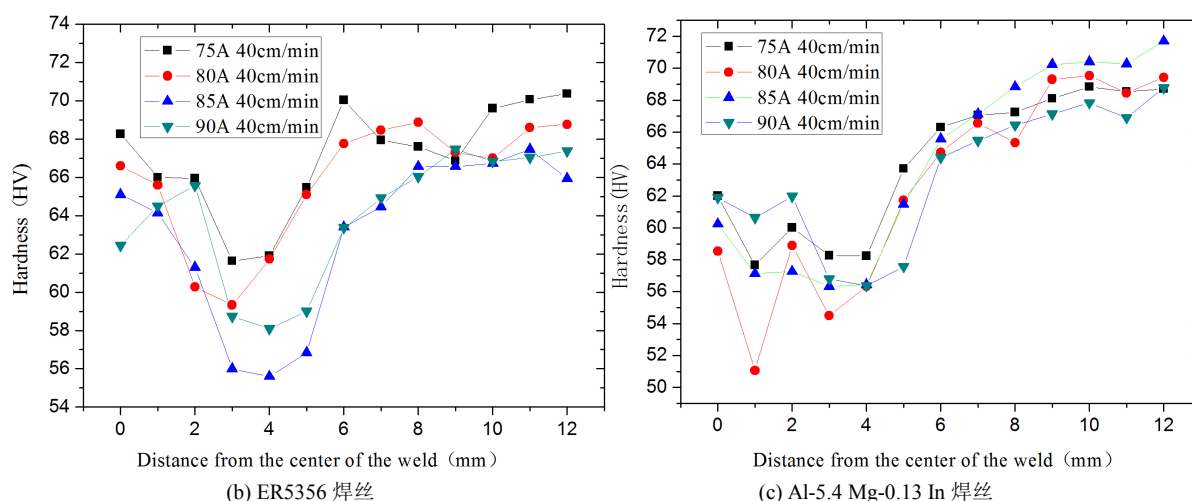 74
72
70
68
66
64
62
60
58
56
54
Hardness (HV)
75A 40cm/min
80A 40cm/min
85A 40cm/min
90A 40cm/min
0 2 4 6 8 10 12
Distance from the center of the weld（mm）
(b) ER5356 焊丝
72
70
68
66
64
62
60
58
56
54
52
50
Hardness(HV)
75A 40cm/min
80A 40cm/min
85A 40cm/min
90A 40cm/min
0 2 4 6 8 10 12
Distance from the center of the weld（mm）
(c) Al-5.4 Mg-0.13 In 焊丝